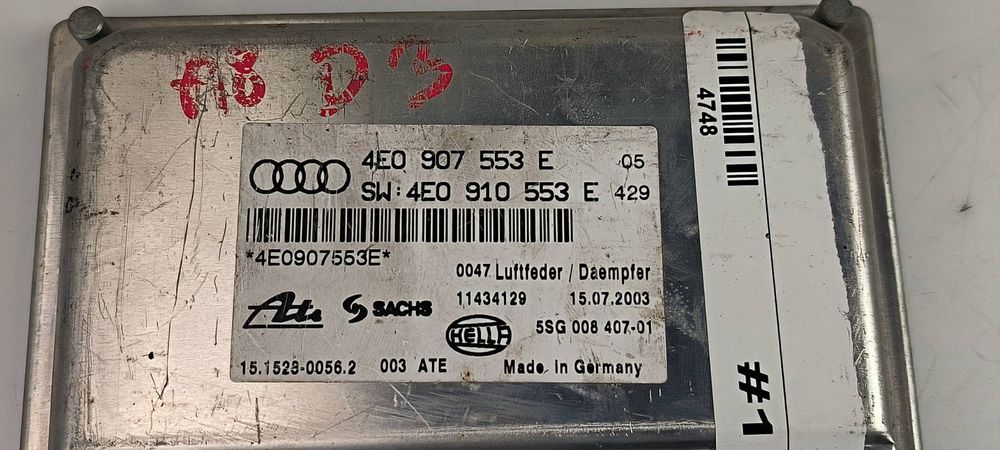 A8 D3
4E0 907 553 E 05
SW: 4E0 910 553 E 429
*4E0907553E*
0047 Luftfeder / Daempfer
11434129 15.07.2003
Ate SACHS HELLA 5SG 008 407-01
15.1523-0056.2 003 ATE Made in Germany
4748
#1